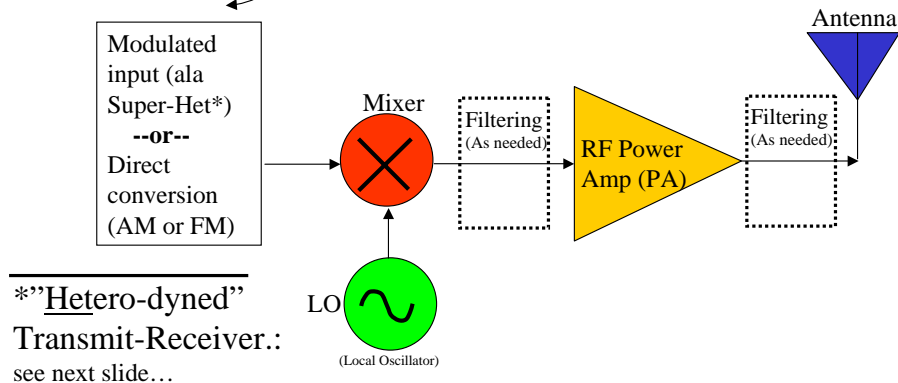 Modulated
input (ala
Super-Het*)
--or--
Direct
conversion
(AM or FM)
Mixer
LO
(Local Oscillator)
Filtering
(As needed)
RF Power
Amp (PA)
Filtering
(As needed)
Antenna
*”Hetero-dyned”
Transmit-Receiver.:
see next slide…